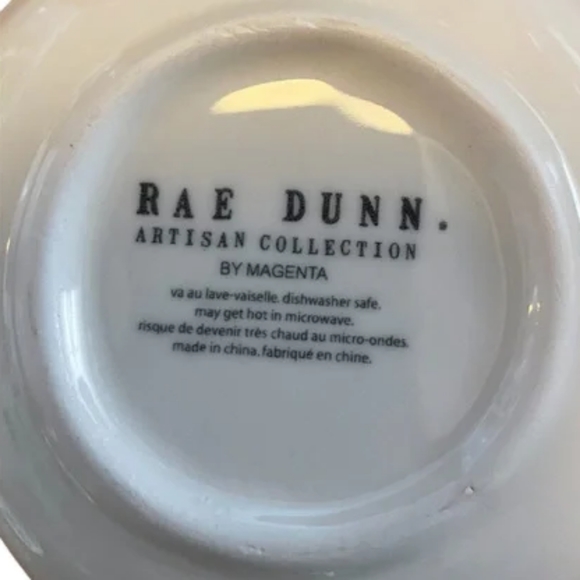 RAE DUNN.
ARTISAN COLLECTION
BY MAGENTA
va au lave-vaiselle. dishwasher safe.
may get hot in microwave.
risque de devenir très chaud au micro-ondes.
made in china. fabriqué en chine.